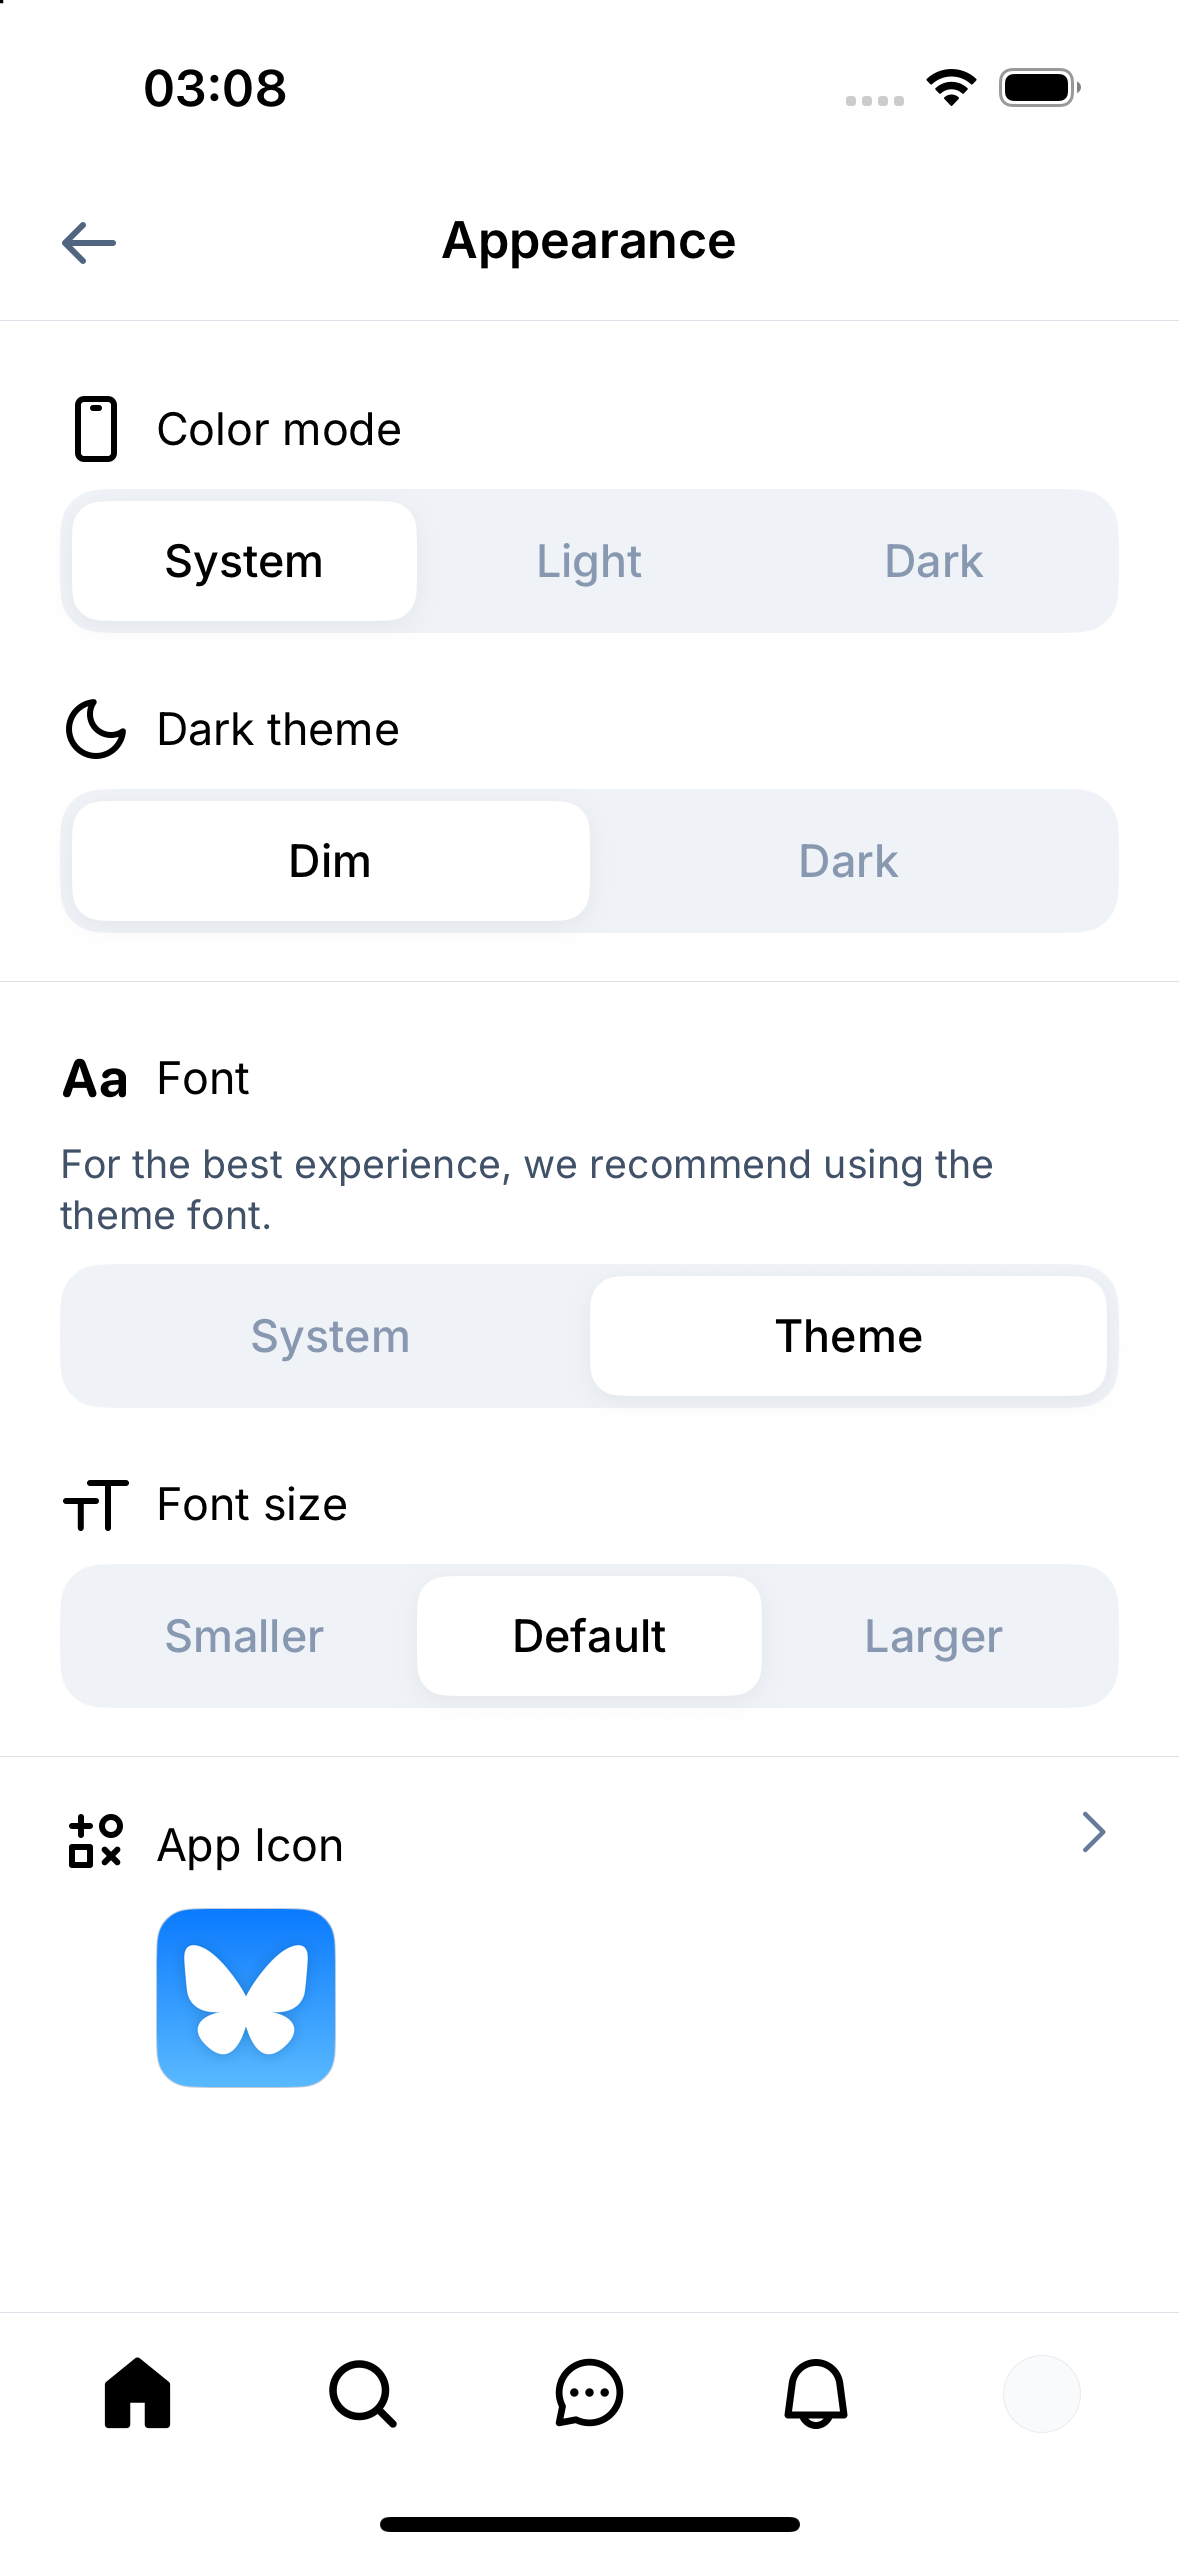 03:08
Appearance
Color mode
System Light Dark
Dark theme
Dim Dark
Aa Font
For the best experience, we recommend using the
theme font.
System Theme
TT Font size
Smaller Default Larger
App Icon